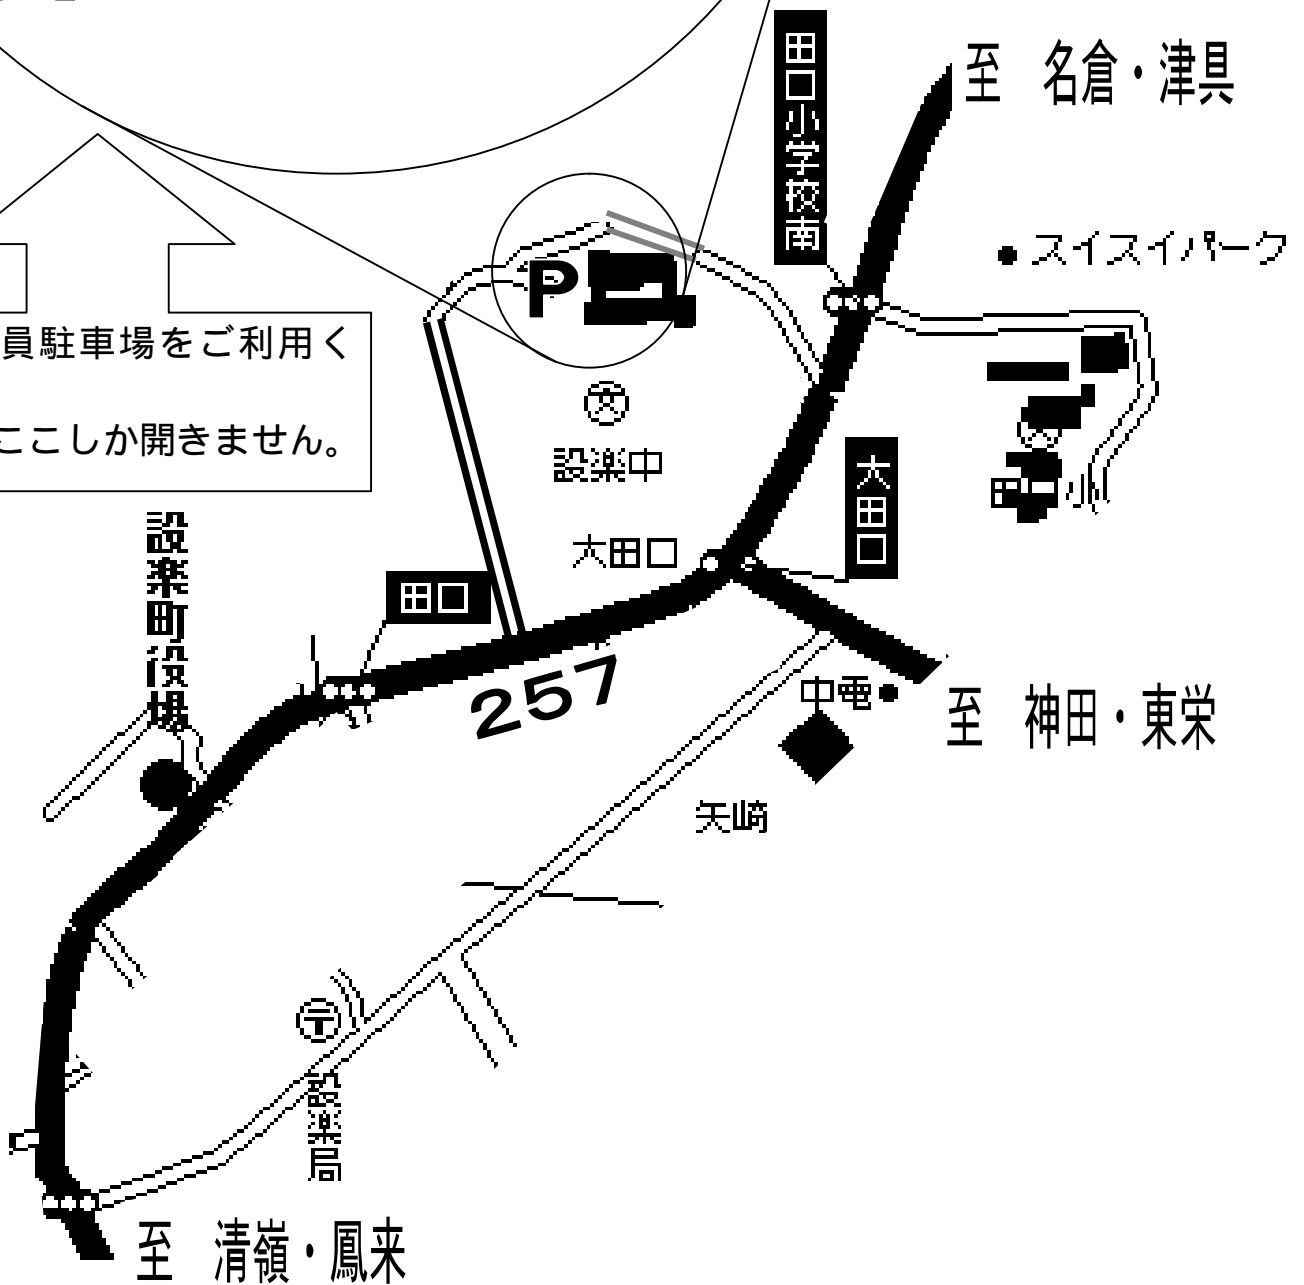 田口小学校南
至 名倉・津具
スイスイパーク
P
員駐車場をご利用く
ここしか開きません。
文
設楽中
太田口
田口小
設楽町役場
太田口
田口
257
中電
至 神田・東栄
矢崎
〒
設楽局
至 清嶺・鳳来